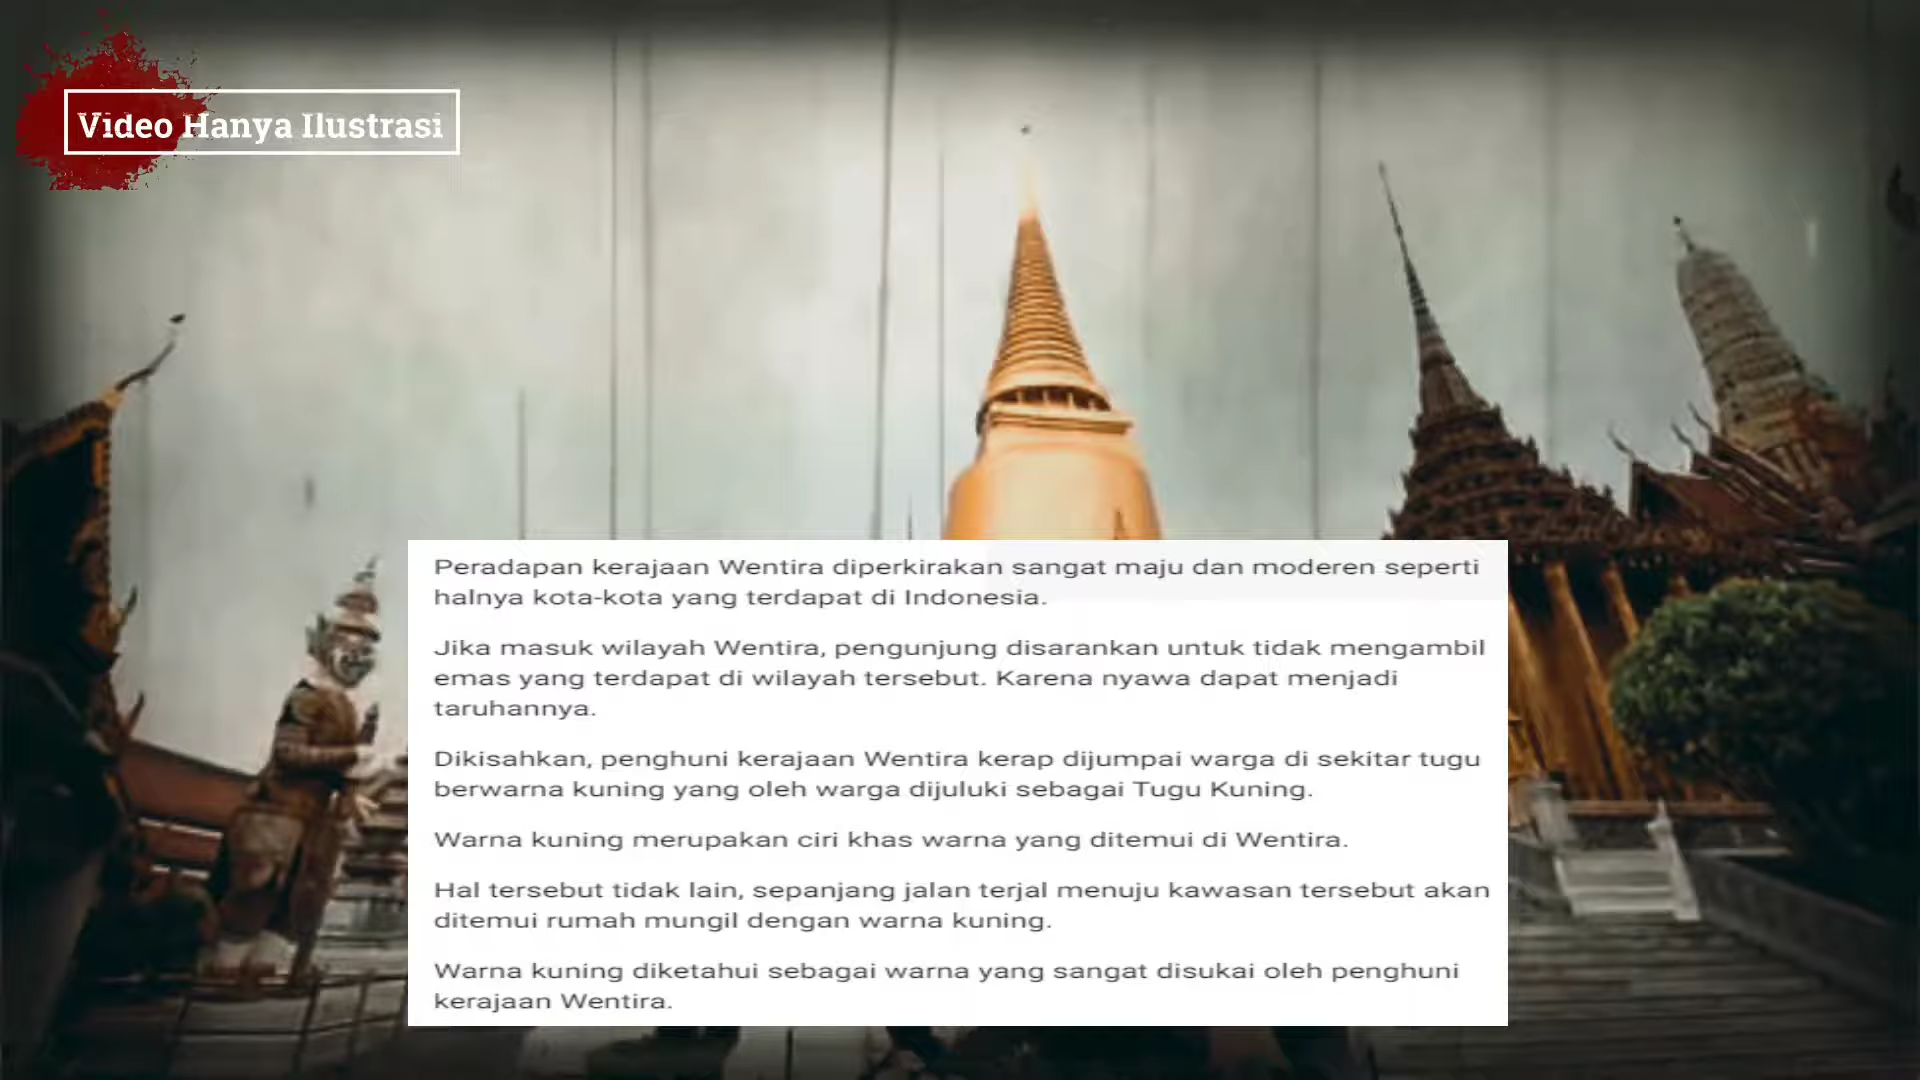 Video Hanya Ilustrasi
Peradapan kerajaan Wentira diperkirakan sangat maju dan moderen seperti
halnya kota-kota yang terdapat di Indonesia.
Jika masuk wilayah Wentira, pengunjung disarankan untuk tidak mengambil
emas yang terdapat di wilayah tersebut. Karena nyawa dapat menjadi
taruhannya.
Dikisahkan, penghuni kerajaan Wentira kerap dijumpai warga di sekitar tugu
berwarna kuning yang oleh warga dijuluki sebagai Tugu Kuning.
Warna kuning merupakan ciri khas warna yang ditemui di Wentira.
Hal tersebut tidak lain, sepanjang jalan terjal menuju kawasan tersebut akan
ditemui rumah mungil dengan warna kuning.
Warna kuning diketahui sebagai warna yang sangat disukai oleh penghuni
kerajaan Wentira.